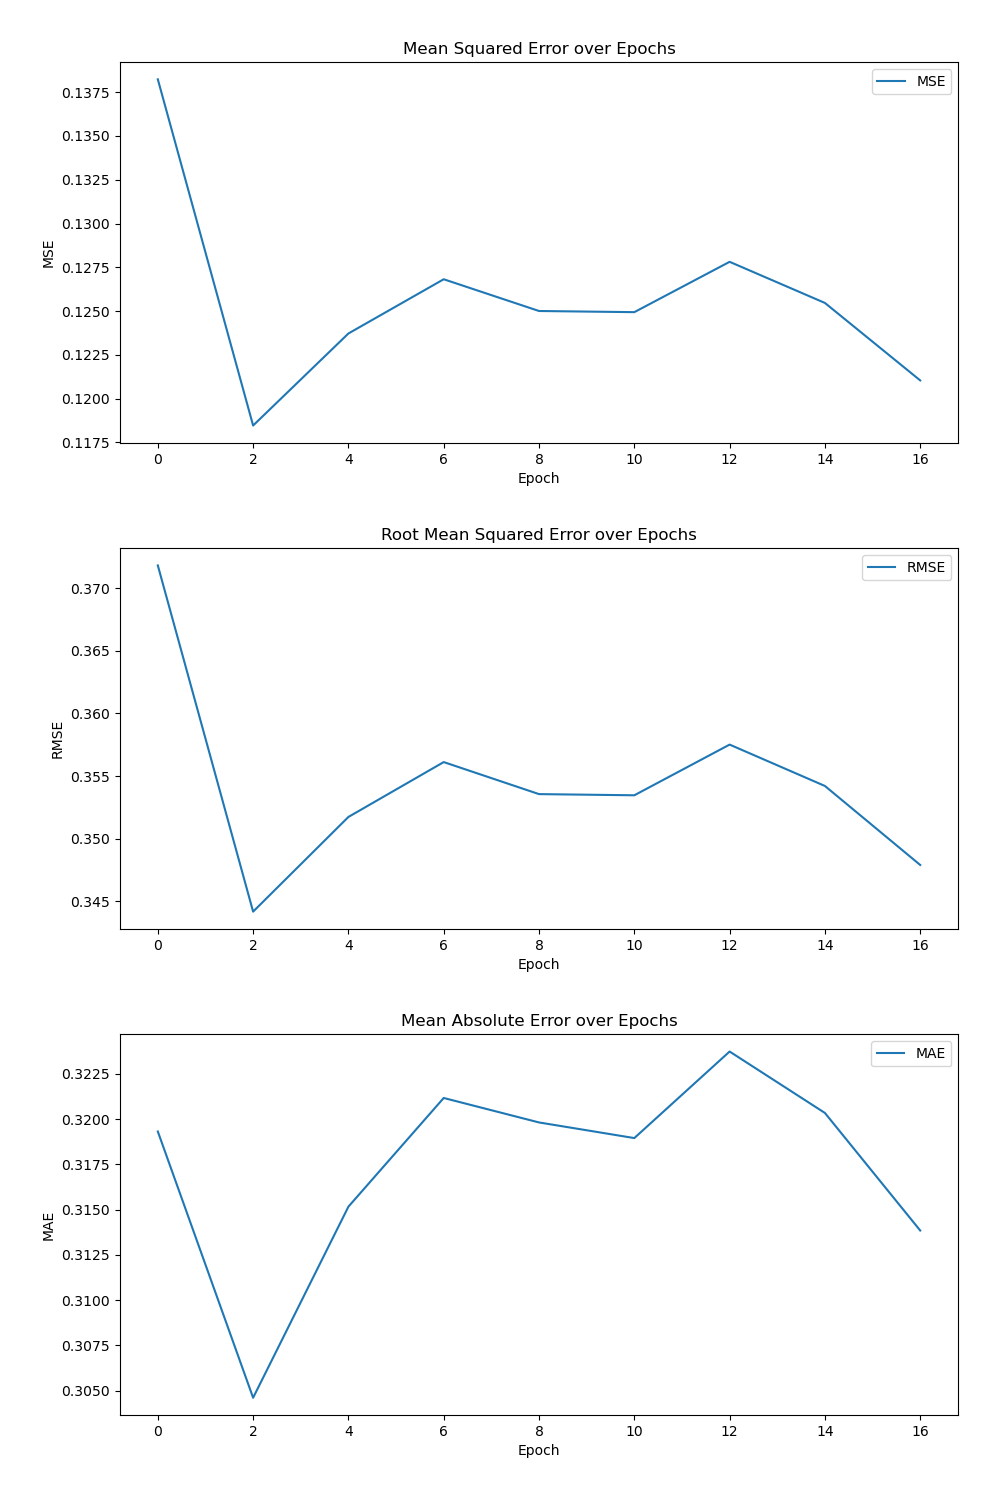 Mean Squared Error over Epochs
MSE
0.1375
0.1350
0.1325
0.1300
0.1275
0.1250
0.1225
0.1200
0.1175
MSE
0 2 4 6 8 10 12 14 16
Epoch
Root Mean Squared Error over Epochs
RMSE
0.370
0.365
0.360
0.355
0.350
0.345
RMSE
0 2 4 6 8 10 12 14 16
Epoch
Mean Absolute Error over Epochs
MAE
0.3225
0.3200
0.3175
0.3150
0.3125
0.3100
0.3075
0.3050
MAE
0 2 4 6 8 10 12 14 16
Epoch